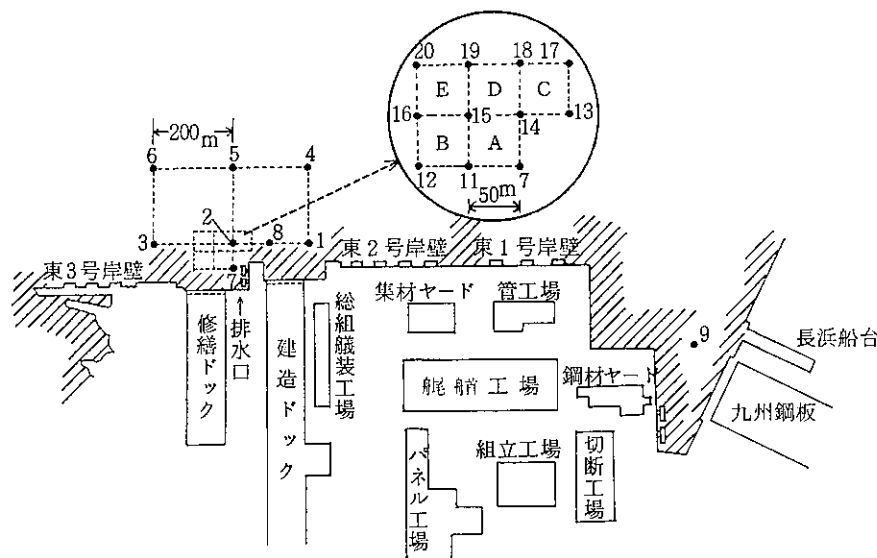 20 19 18 17
E D C
16 15 14 13
B A
12 11 7
50m
200m
6 5 4
2
3 8 1
7
東3号岸壁
東2号岸壁
東1号岸壁
排水口
修繕ドック
建造ドック
総組艤装工場
集材ヤード
管工場
9
長浜船台
鋼材ヤード
九州鋼板
パネル工場
組立工場
切断工場